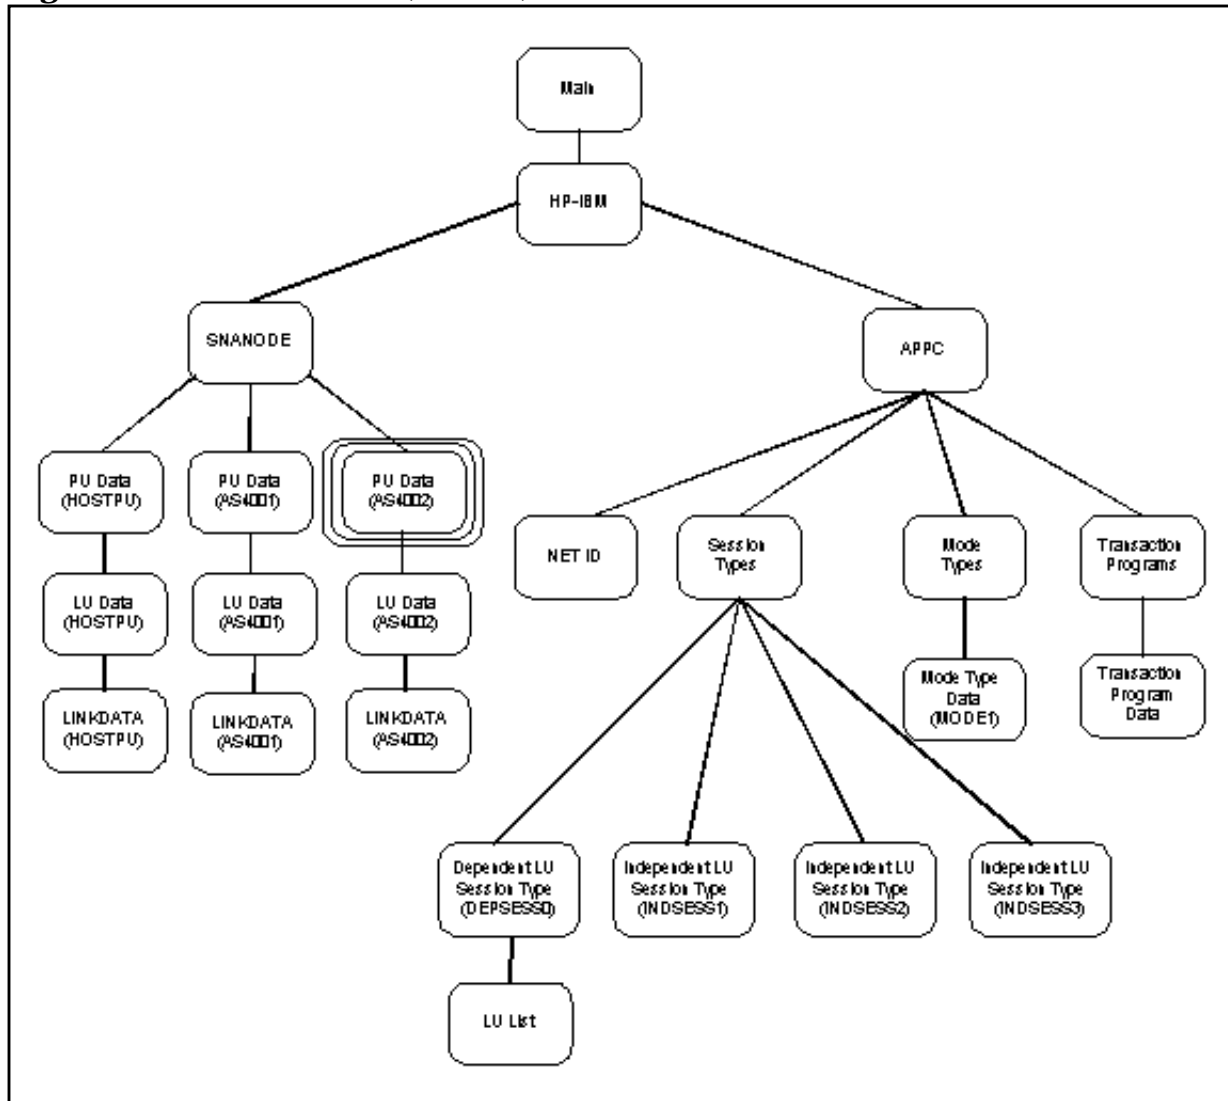 Main
HP-IBM
SNANODE
APPC
PU Data
(HOSTPU)
PU Data
(AS4001)
PU Data
(AS4002)
NET ID
Session
Types
Mode
Types
Transaction
Programs
LU Data
(HOSTPU)
LU Data
(AS4001)
LU Data
(AS4002)
LINKDATA
(HOSTPU)
LINKDATA
(AS4001)
LINKDATA
(AS4002)
Mode Type
Data
(MODE1)
Transaction
Program
Data
Dependent LU
Session Type
(DEPSESS0)
Independent LU
Session Type
(INDSESS1)
Independent LU
Session Type
(INDSESS2)
Independent LU
Session Type
(INDSESS3)
LU List